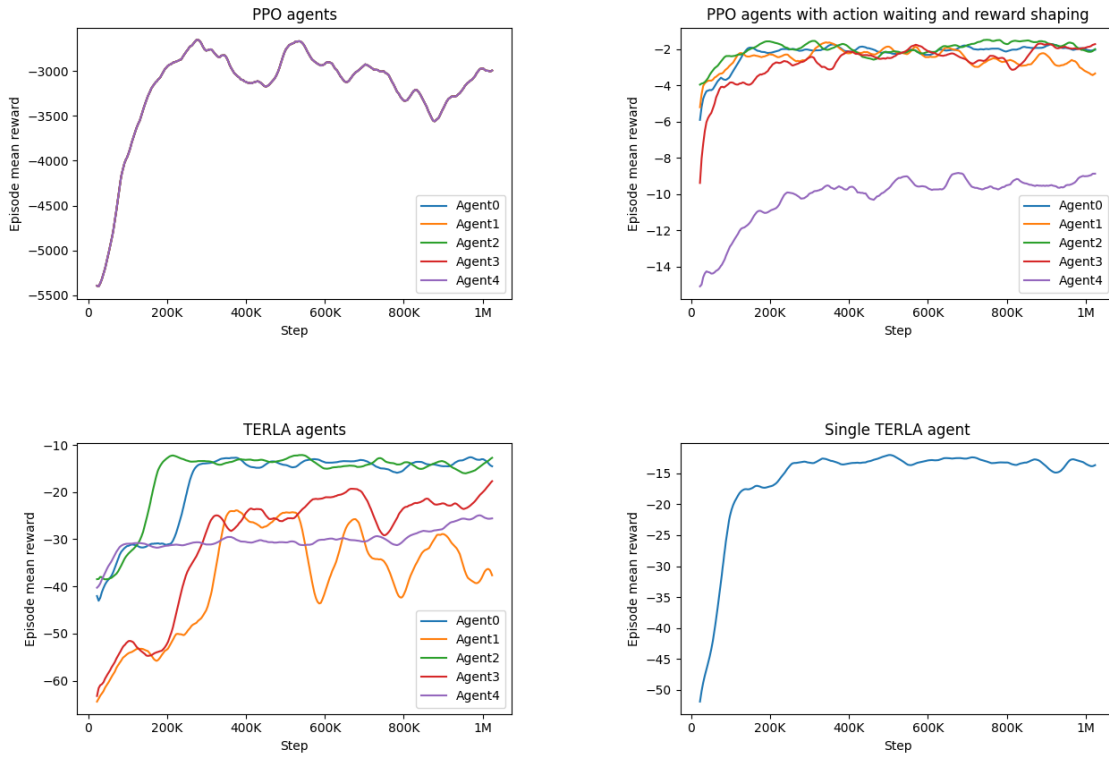 PPO agents
Episode mean reward
−3000
−3500
−4000
−4500
−5000
−5500
0
200K
400K
600K
800K
1M
Step
Agent0
Agent1
Agent2
Agent3
Agent4
PPO agents with action waiting and reward shaping
Episode mean reward
−2
−4
−6
−8
−10
−12
−14
0
200K
400K
600K
800K
1M
Step
Agent0
Agent1
Agent2
Agent3
Agent4
TERLA agents
Episode mean reward
−10
−20
−30
−40
−50
−60
0
200K
400K
600K
800K
1M
Step
Agent0
Agent1
Agent2
Agent3
Agent4
Single TERLA agent
Episode mean reward
−15
−20
−25
−30
−35
−40
−45
−50
0
200K
400K
600K
800K
1M
Step